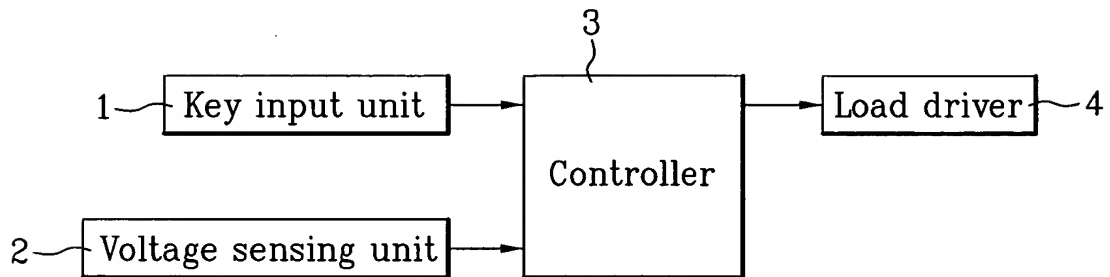 3
1 Key input unit
Load driver 4
Controller
2 Voltage sensing unit